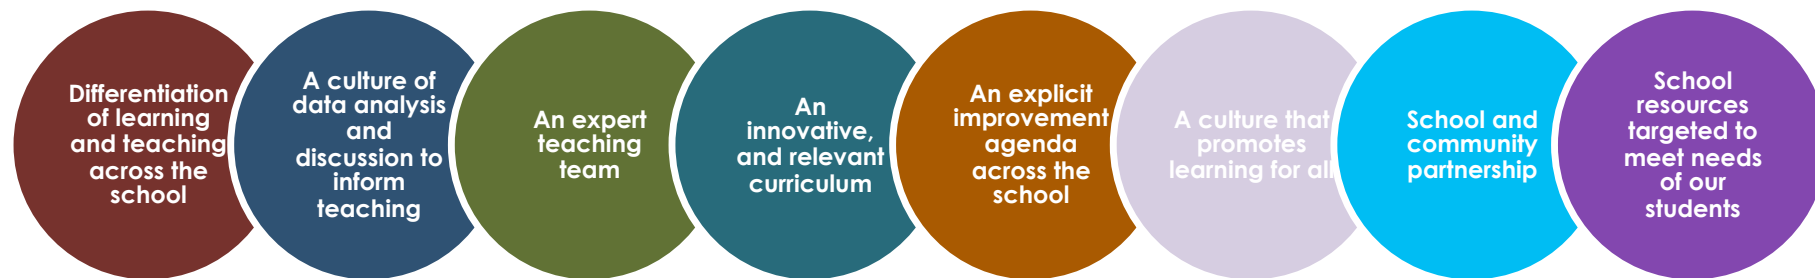 Differentiation
of learning
and teaching
across the
school
A culture of
data analysis
and
discussion to
inform
teaching
An expert
teaching
team
An
innovative,
and relevant
curriculum
An explicit
improvement
agenda
across the
school
A culture that
promotes
learning for all
School and
community
partnership
School
resources
targeted to
meet needs
of our
students